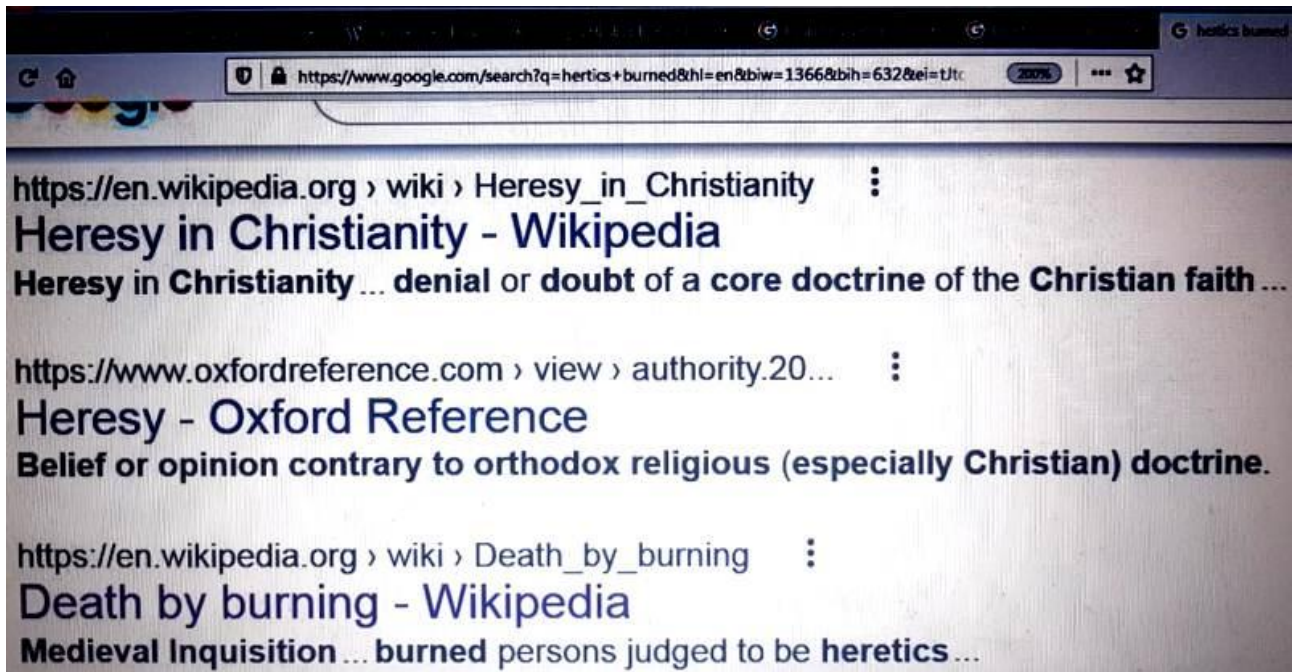 G hertics burned
https://www.google.com/search?q=hertics+burned&hl=en&biw=1366&bih=632&ei=tJtc 200%
https://en.wikipedia.org › wiki › Heresy_in_Christianity
Heresy in Christianity - Wikipedia
Heresy in Christianity ... denial or doubt of a core doctrine of the Christian faith ...
https://www.oxfordreference.com › view › authority.20...
Heresy - Oxford Reference
Belief or opinion contrary to orthodox religious (especially Christian) doctrine.
https://en.wikipedia.org › wiki › Death_by_burning
Death by burning - Wikipedia
Medieval Inquisition ... burned persons judged to be heretics ...